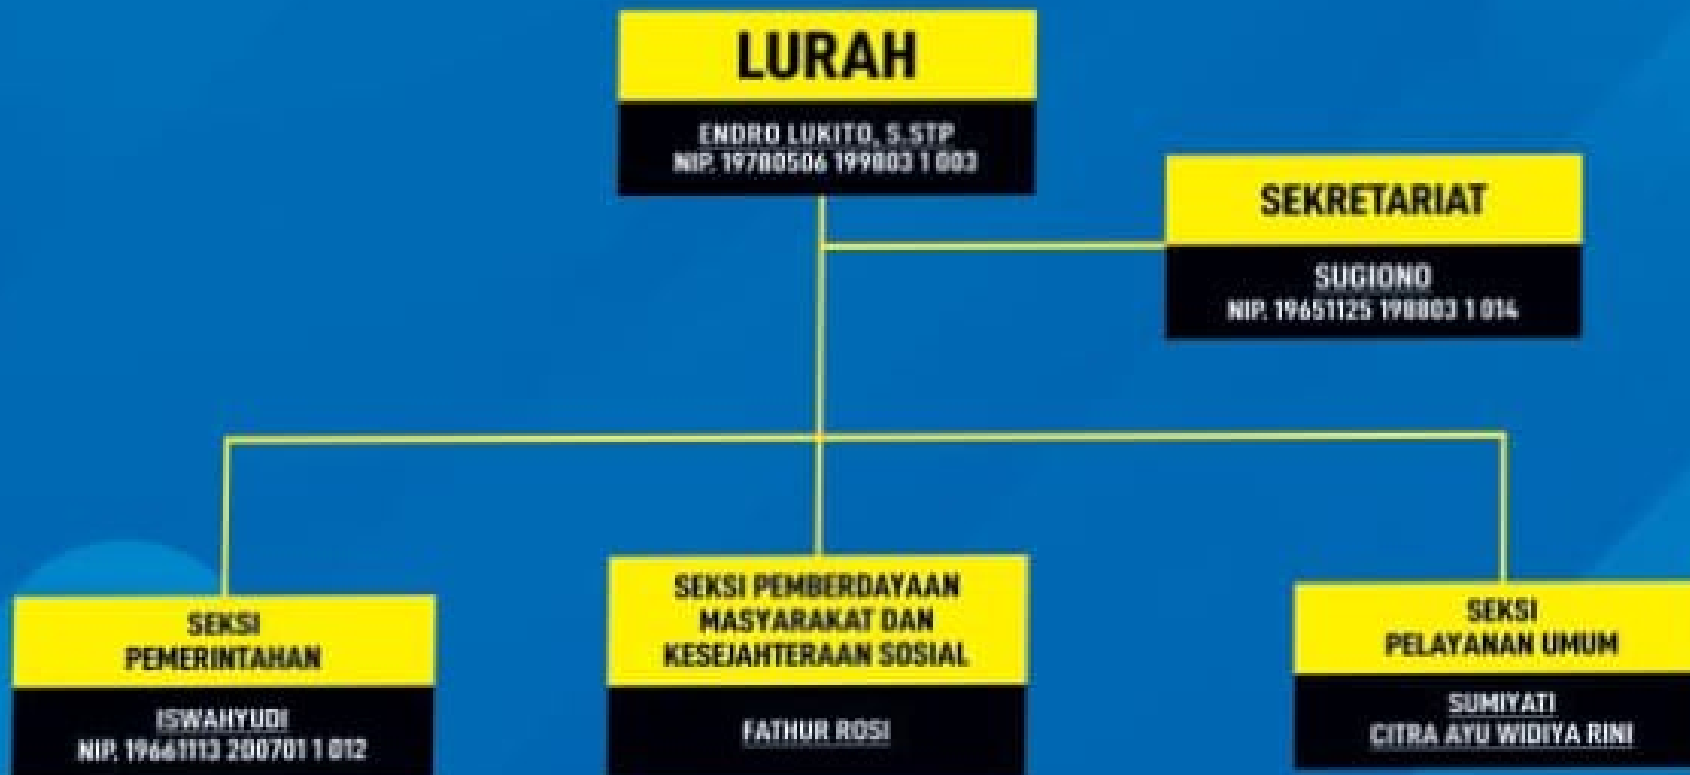 LURAH
ENDRO LUKITO, S.STP
NIP. 19780506 199803 1 003
SEKRETARIAT
SUGIONO
NIP. 19651125 198803 1 014
SEKSI
PEMERINTAHAN
ISWAHYUDI
NIP. 19661113 200701 1 012
SEKSI PEMBERDAYAAN
MASYARAKAT DAN
KESEJAHTERAAN SOSIAL
FATHUR ROSI
SEKSI
PELAYANAN UMUM
SUMIYATI
CITRA AYU WIDIYA RINI